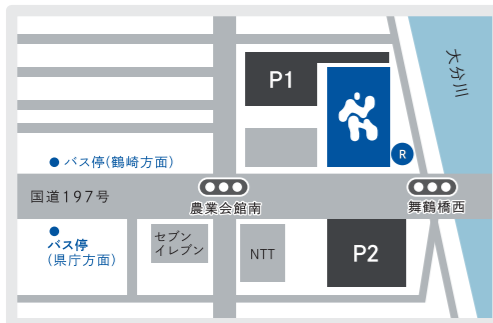 大分川
P1
R
バス停(鶴崎方面)
国道197号
農業会館南
舞鶴橋西
バス停
(県庁方面)
セブン
イレブン
NTT
P2